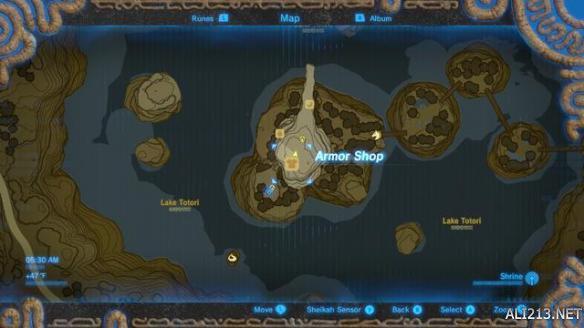 Runes L Map R Album
Armor Shop
Lake Totori
Lake Totori
05:30 AM
+47°F
Shrine
Move L Sheikah Sensor Y Back B Select A Zoom
ALI213.NET